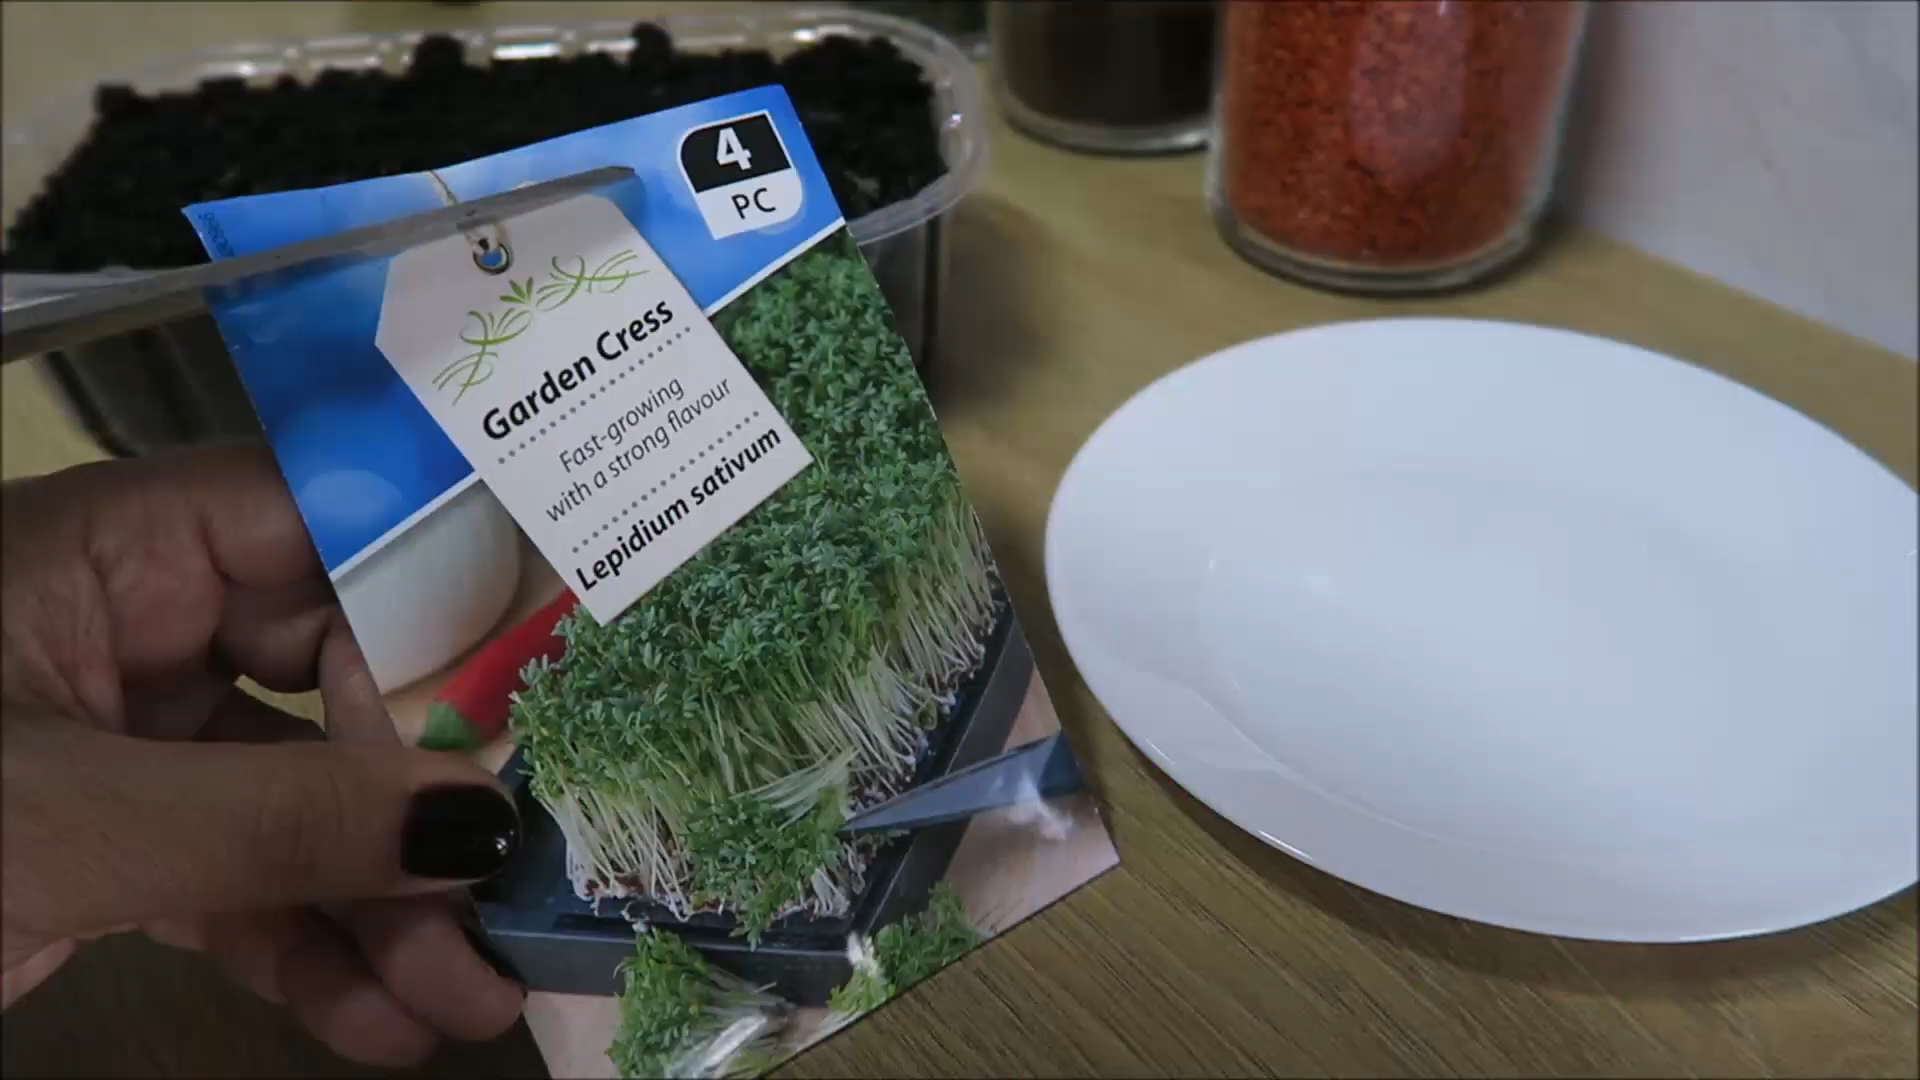 4
PC
Garden Cress
Fast-growing
with a strong flavour
Lepidium sativum